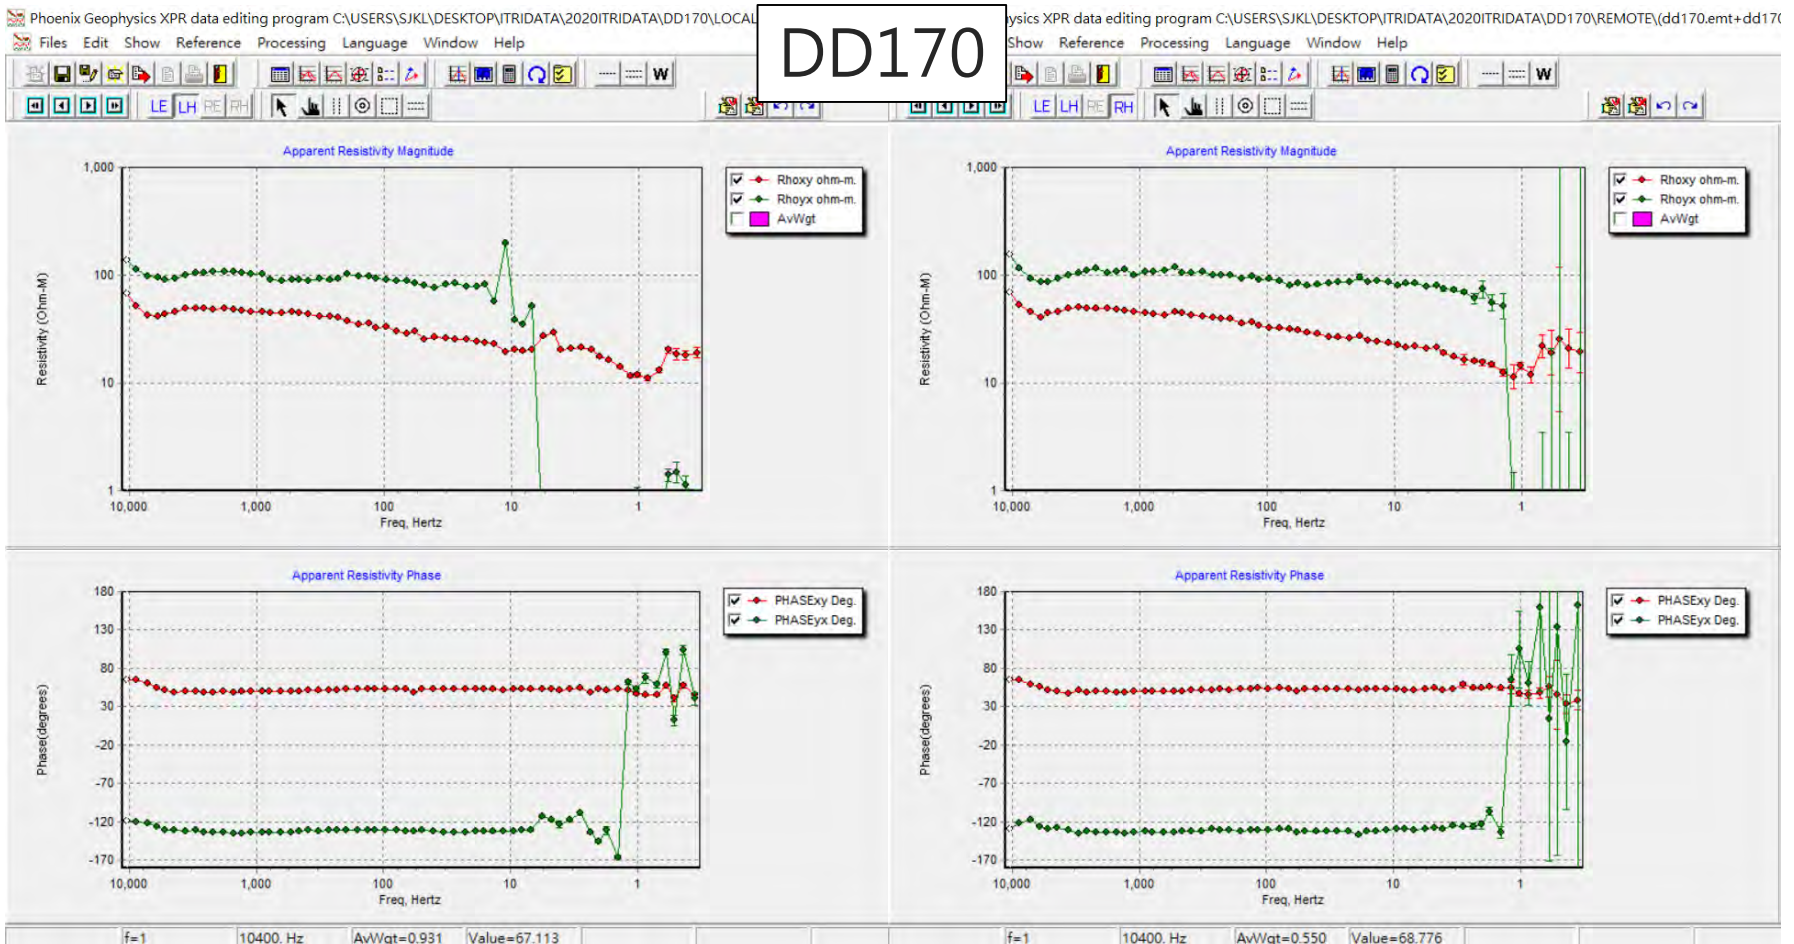 Phoenix Geophysics XPR data editing program C:\USERS\SJKL\DESKTOP\ITRIDATA\2020ITRIDATA\DD170\LOCAL
Files Edit Show Reference Processing Language Window Help
W
LE LH RE RH
Apparent Resistivity Magnitude
1,000
100
10
1
Resistivity (Ohm-M)
10,000 1,000 100 10 1
Freq, Hertz
Rhoxy ohm-m.
Rhoyx ohm-m.
AvWgt
Apparent Resistivity Phase
180
130
80
30
-20
-70
-120
-170
Phase(degrees)
10,000 1,000 100 10 1
Freq, Hertz
PHASExy Deg.
PHASEyx Deg.
f=1 10400. Hz AvWgt=0.931 Value=67.113
DD170
ysics XPR data editing program C:\USERS\SJKL\DESKTOP\ITRIDATA\2020ITRIDATA\DD170\REMOTE\(dd170.emt+dd170
Show Reference Processing Language Window Help
W
LE LH RE RH
Apparent Resistivity Magnitude
1,000
100
10
1
Resistivity (Ohm-M)
10,000 1,000 100 10 1
Freq, Hertz
Rhoxy ohm-m.
Rhoyx ohm-m.
AvWgt
Apparent Resistivity Phase
180
130
80
30
-20
-70
-120
-170
Phase(degrees)
10,000 1,000 100 10 1
Freq, Hertz
PHASExy Deg.
PHASEyx Deg.
f=1 10400. Hz AvWgt=0.550 Value=68.776